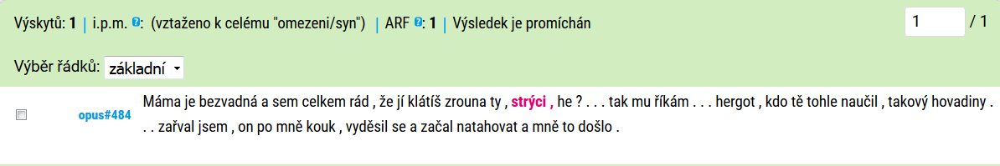 Výskytů: 1 | i.p.m. ?: (vztaženo k celému "omezeni/syn") | ARF ?: 1 | Výsledek je promíchán
1 / 1
Výběr řádků: základní
opus#484 Máma je bezvadná a sem celkem rád , že jí klátíš zrouna ty , strýci , he ? . . . tak mu říkám . . . hergot , kdo tě tohle naučil , takový hovadiny .
. . zařval jsem , on po mně kouk , vyděsil se a začal natahovat a mně to došlo .